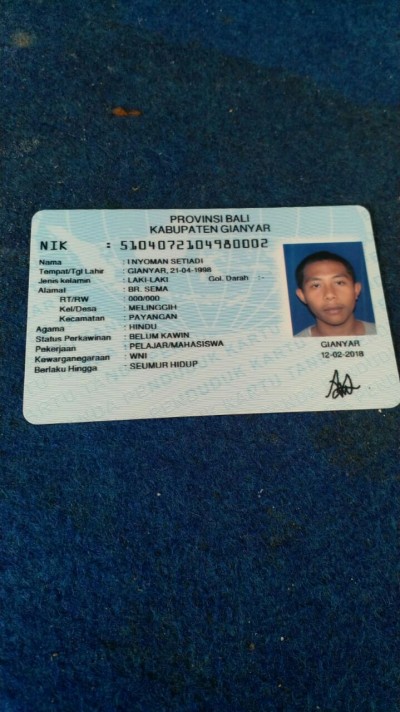 PROVINSI BALI
KABUPATEN GIANYAR
NIK : 5104072104980002
Nama : I NYOMAN SETIADI
Tempat/Tgl Lahir : GIANYAR, 21-04-1998
Jenis kelamin : LAKI-LAKI Gol. Darah : -
Alamat : BR. SEMA
RT/RW : 000/000
Kel/Desa : MELINGGIH
Kecamatan : PAYANGAN
Agama : HINDU
Status Perkawinan : BELUM KAWIN
Pekerjaan : PELAJAR/MAHASISWA
Kewarganegaraan : WNI
Berlaku Hingga : SEUMUR HIDUP
GIANYAR
12-02-2018